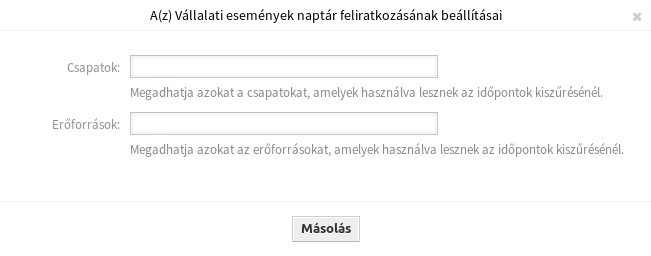 A(z) Vállalati események naptár feliratkozásának beállításai
Csapatok:
Megadhatja azokat a csapatokat, amelyek használva lesznek az időpontok kiszűrésénél.
Erőforrások:
Megadhatja azokat az erőforrásokat, amelyek használva lesznek az időpontok kiszűrésénél.
Másolás